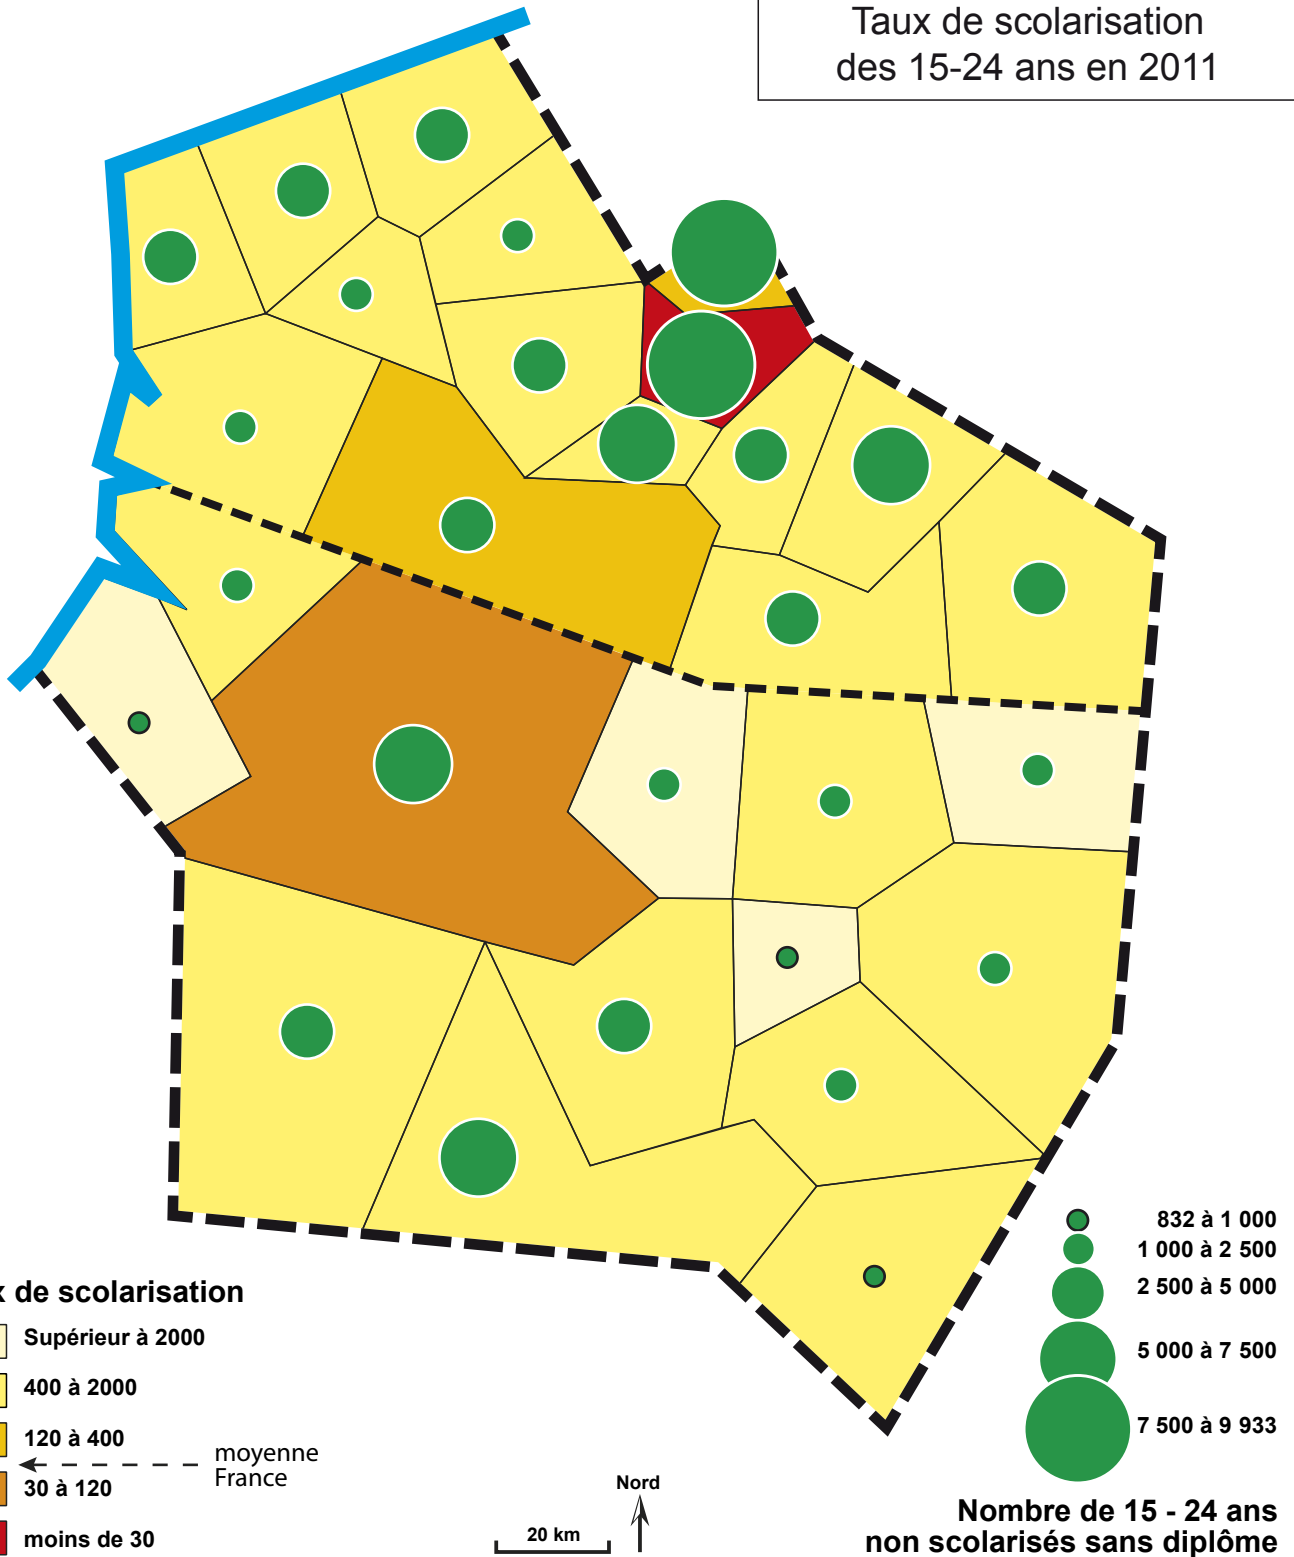 Taux de scolarisation
des 15-24 ans en 2011
de scolarisation
Supérieur à 2000
400 à 2000
120 à 400
moyenne
France
30 à 120
moins de 30
20 km
Nord
832 à 1 000
1 000 à 2 500
2 500 à 5 000
5 000 à 7 500
7 500 à 9 933
Nombre de 15 - 24 ans
non scolarisés sans diplôme